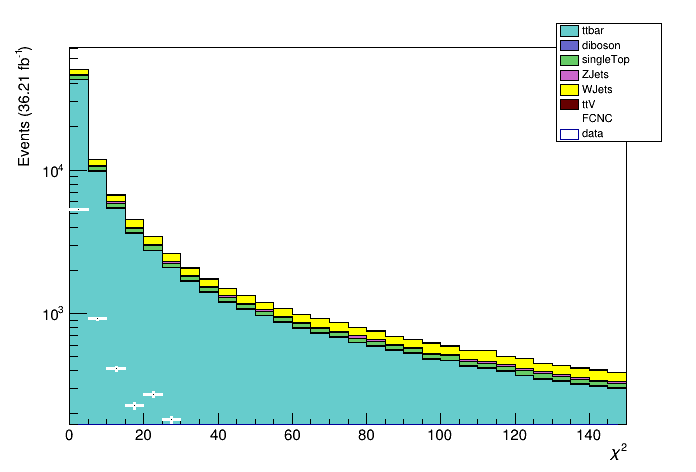 ttbar
diboson
singleTop
ZJets
WJets
ttV
FCNC
data
Events (36.21 fb⁻¹)
10⁴
10³
0 20 40 60 80 100 120 140
χ²